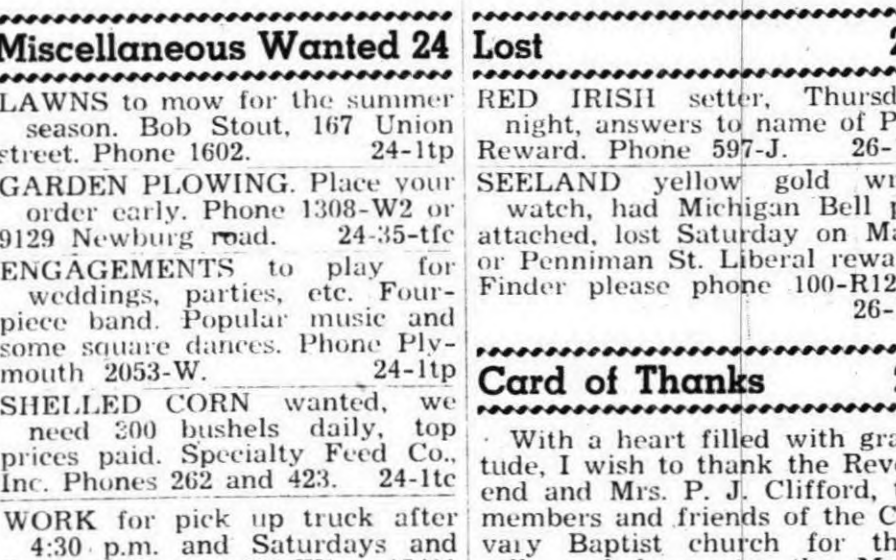 Miscellaneous Wanted 24
LAWNS to mow for the summer
season. Bob Stout, 167 Union
street. Phone 1602. 24-1tp
GARDEN PLOWING. Place your
order early. Phone 1308-W2 or
9129 Newburg road. 24-35-tfc
ENGAGEMENTS to play for
weddings, parties, etc. Four-
piece band. Popular music and
some square dances. Phone Ply-
mouth 2053-W. 24-1tp
SHELLED CORN wanted, we
need 300 bushels daily, top
prices paid. Specialty Feed Co.,
Inc. Phones 262 and 423. 24-1tc
WORK for pick up truck after
4:30 p.m. and Saturdays and
Lost
RED IRISH setter, Thursd
night, answers to name of P
Reward. Phone 597-J. 26-
SEELAND yellow gold
watch, had Michigan Bell
attached, lost Saturday on Ma
or Penniman St. Liberal rewa
Finder please phone 100-R12
26-
Card of Thanks
With a heart filled with gra
tude, I wish to thank the Rev
end and Mrs. P. J. Clifford,
members and friends of the C
vary Baptist church for th